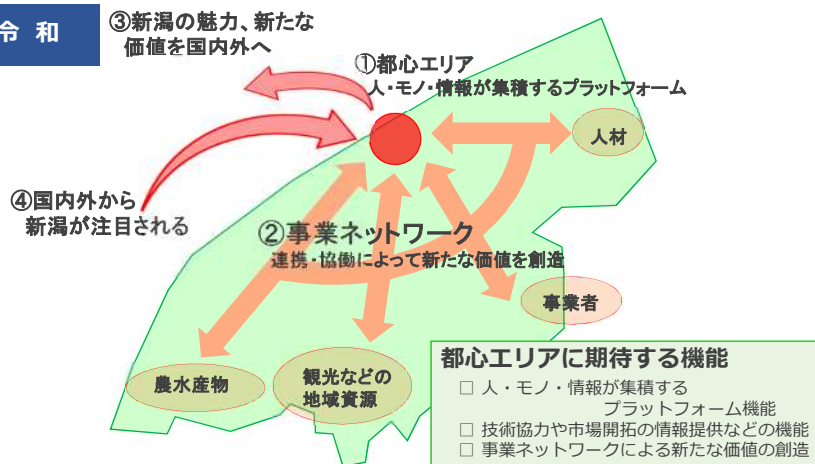 令 和
③新潟の魅力、新たな
価値を国内外へ
①都心エリア
人・モノ・情報が集積するプラットフォーム
人材
④国内外から
新潟が注目される
②事業ネットワーク
連携・協働によって新たな価値を創造
事業者
農水産物
観光などの
地域資源
都心エリアに期待する機能
□ 人・モノ・情報が集積する
プラットフォーム機能
□ 技術協力や市場開拓の情報提供などの機能
□ 事業ネットワークによる新たな価値の創造